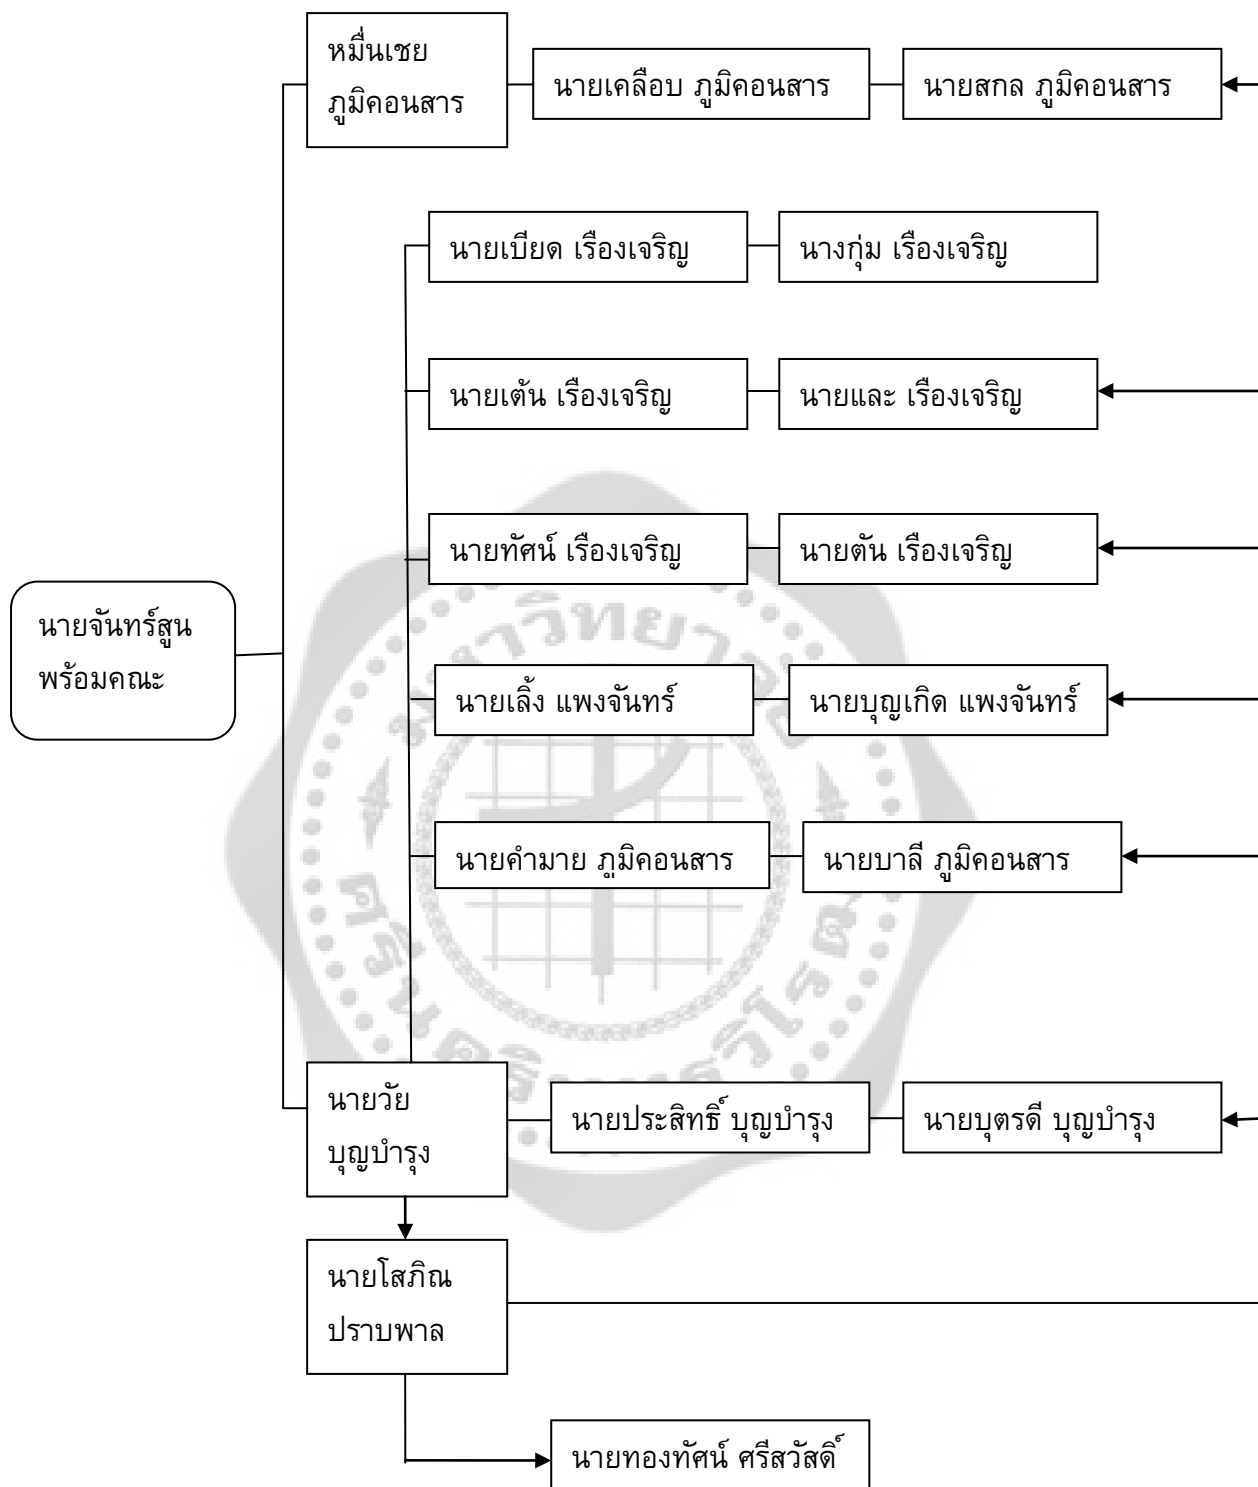 หมื่นเชย
ภูมิคอนสาร
นายเคลือบ ภูมิคอนสาร
นายสกล ภูมิคอนสาร
นายเบียด เรืองเจริญ
นางกุ่ม เรืองเจริญ
นายเต้น เรืองเจริญ
นายและ เรืองเจริญ
นายทัศน์ เรืองเจริญ
นายตัน เรืองเจริญ
นายจันทร์สูน
พร้อมคณะ
นายเลิ้ง แพงจันทร์
นายบุญเกิด แพงจันทร์
นายคำมาย ภูมิคอนสาร
นายบาลี ภูมิคอนสาร
นายวัย
บุญบำรุง
นายประสิทธิ์ บุญบำรุง
นายบุตรดี บุญบำรุง
นายโสภิณ
ปราบพาล
นายทองทัศน์ ศรีสวัสดิ์